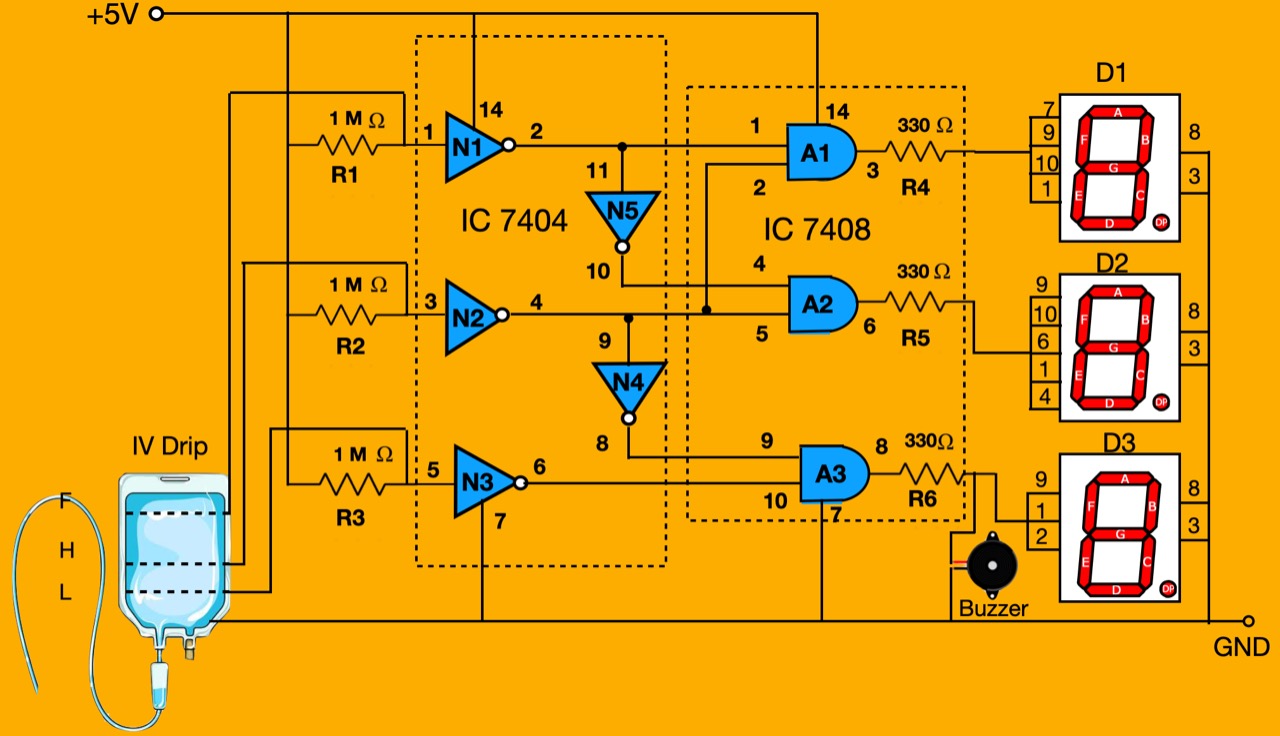 +5V
1 M Ω
R1
1
14
N1
2
11
N5
10
IC 7404
1 M Ω
R2
3
N2
4
9
N4
8
1 M Ω
R3
5
N3
6
7
1
2
14
A1
3
IC 7408
330 Ω
R4
4
5
A2
6
330 Ω
R5
9
10
A3
8
7
330Ω
R6
D1
7
9
10
1
A
F
B
G
E
C
D
DP
8
3
D2
9
10
6
1
4
A
F
B
G
E
C
D
DP
8
3
D3
9
1
2
A
F
B
G
E
C
D
DP
8
3
Buzzer
GND
IV Drip
F
H
L